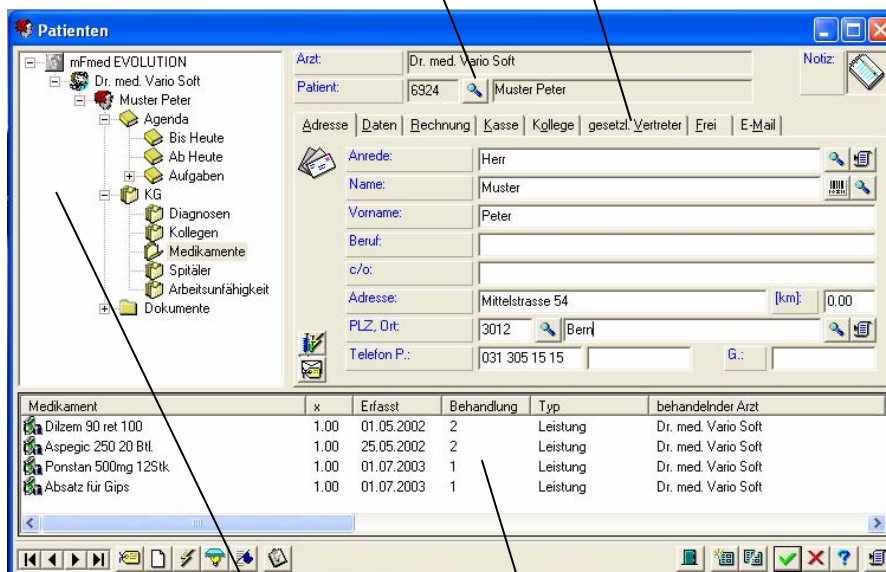 Patienten
mFmed EVOLUTION
Dr. med. Vario Soft
Muster Peter
Agenda
Bis Heute
Ab Heute
Aufgaben
KG
Diagnosen
Kollegen
Medikamente
Spitäler
Arbeitsunfähigkeit
Dokumente
Arzt: Dr. med. Vario Soft Notiz:
Patient: 6924 Muster Peter
Adresse Daten Rechnung Kasse Kollege gesetzl. Vertreter Frei E-Mail
Anrede: Herr
Name: Muster
Vorname: Peter
Beruf:
c/o:
Adresse: Mittelstrasse 54 [km]: 0.00
PLZ, Ort: 3012 Bern
Telefon P.: 031 305 15 15 G.:
Medikament x Erfasst Behandlung Typ behandelnder Arzt
Dilzem 90 ret 100 1.00 01.05.2002 2 Leistung Dr. med. Vario Soft
Aspegic 250 20 Btl. 1.00 25.05.2002 2 Leistung Dr. med. Vario Soft
Ponstan 500mg 12Stk 1.00 01.07.2003 1 Leistung Dr. med. Vario Soft
Absatz für Gips 1.00 01.07.2003 1 Leistung Dr. med. Vario Soft